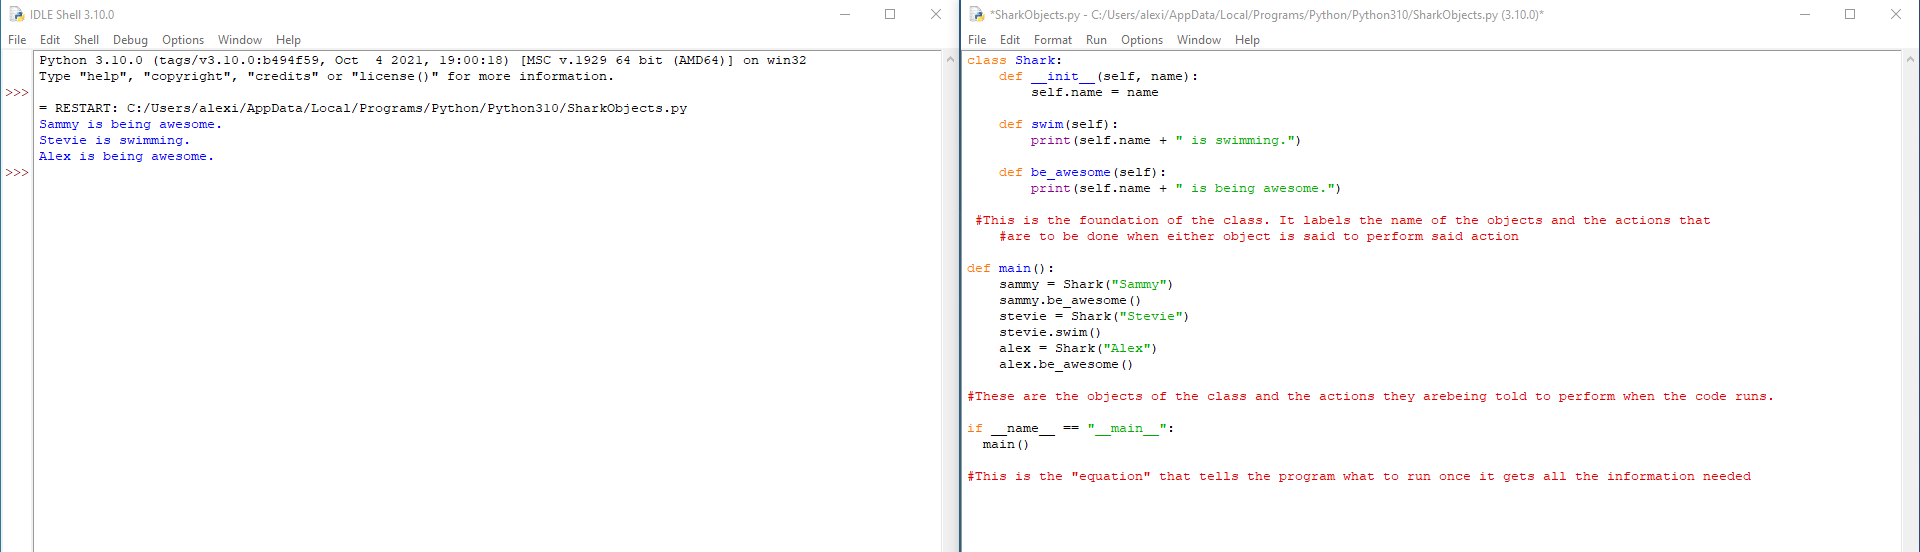 IDLE Shell 3.10.0
File Edit Shell Debug Options Window Help
Python 3.10.0 (tags/v3.10.0:b494f59, Oct  4 2021, 19:00:18) [MSC v.1929 64 bit (AMD64)] on win32
Type "help", "copyright", "credits" or "license()" for more information.
>>>
= RESTART: C:/Users/alexi/AppData/Local/Programs/Python/Python310/SharkObjects.py
Sammy is being awesome.
Stevie is swimming.
Alex is being awesome.
>>>
*SharkObjects.py - C:/Users/alexi/AppData/Local/Programs/Python/Python310/SharkObjects.py (3.10.0)*
File Edit Format Run Options Window Help
class Shark:
    def __init__(self, name):
        self.name = name
    def swim(self):
        print(self.name + " is swimming.")
    def be_awesome(self):
        print(self.name + " is being awesome.")
 #This is the foundation of the class. It labels the name of the objects and the actions that
    #are to be done when either object is said to perform said action
def main():
    sammy = Shark("Sammy")
    sammy.be_awesome()
    stevie = Shark("Stevie")
    stevie.swim()
    alex = Shark("Alex")
    alex.be_awesome()
#These are the objects of the class and the actions they arebeing told to perform when the code runs.
if __name__ == "__main__":
  main()
#This is the "equation" that tells the program what to run once it gets all the information needed